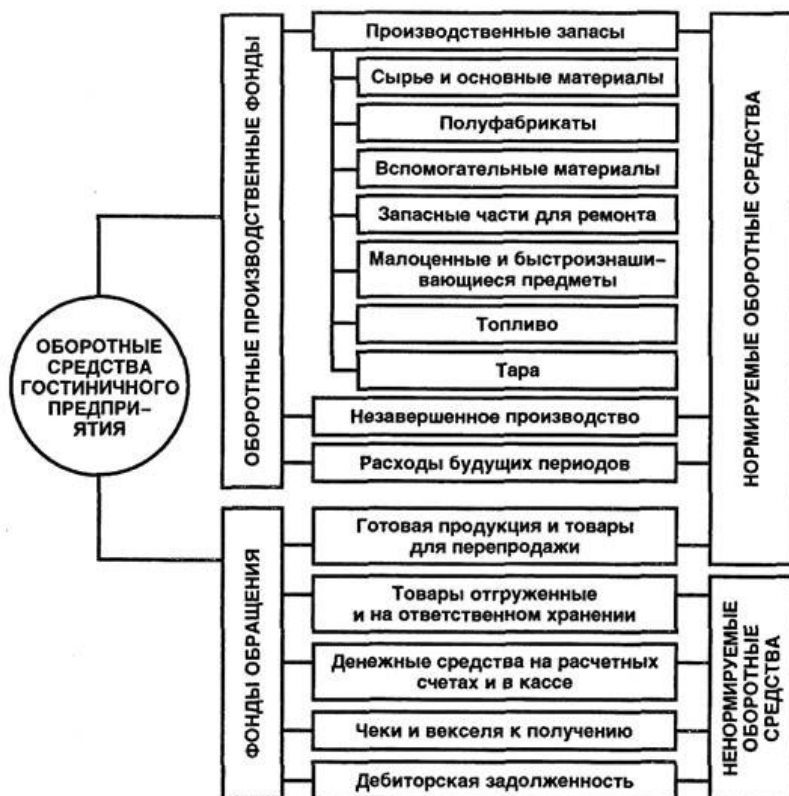 ОБОРОТНЫЕ
СРЕДСТВА
ГОСТИНИЧНОГО
ПРЕДПРИ–
ЯТИЯ
ОБОРОТНЫЕ ПРОИЗВОДСТВЕННЫЕ ФОНДЫ
Производственные запасы
Сырье и основные материалы
Полуфабрикаты
Вспомогательные материалы
Запасные части для ремонта
Малоценные и быстроизнаши–
вающиеся предметы
Топливо
Тара
Незавершенное производство
Расходы будущих периодов
ФОНДЫ ОБРАЩЕНИЯ
Готовая продукция и товары
для перепродажи
Товары отгруженные
и на ответственном хранении
Денежные средства на расчетных
счетах и в кассе
Чеки и векселя к получению
Дебиторская задолженность
НОРМИРУЕМЫЕ ОБОРОТНЫЕ СРЕДСТВА
НЕНОРМИРУЕМЫЕ
ОБОРОТНЫЕ
СРЕДСТВА